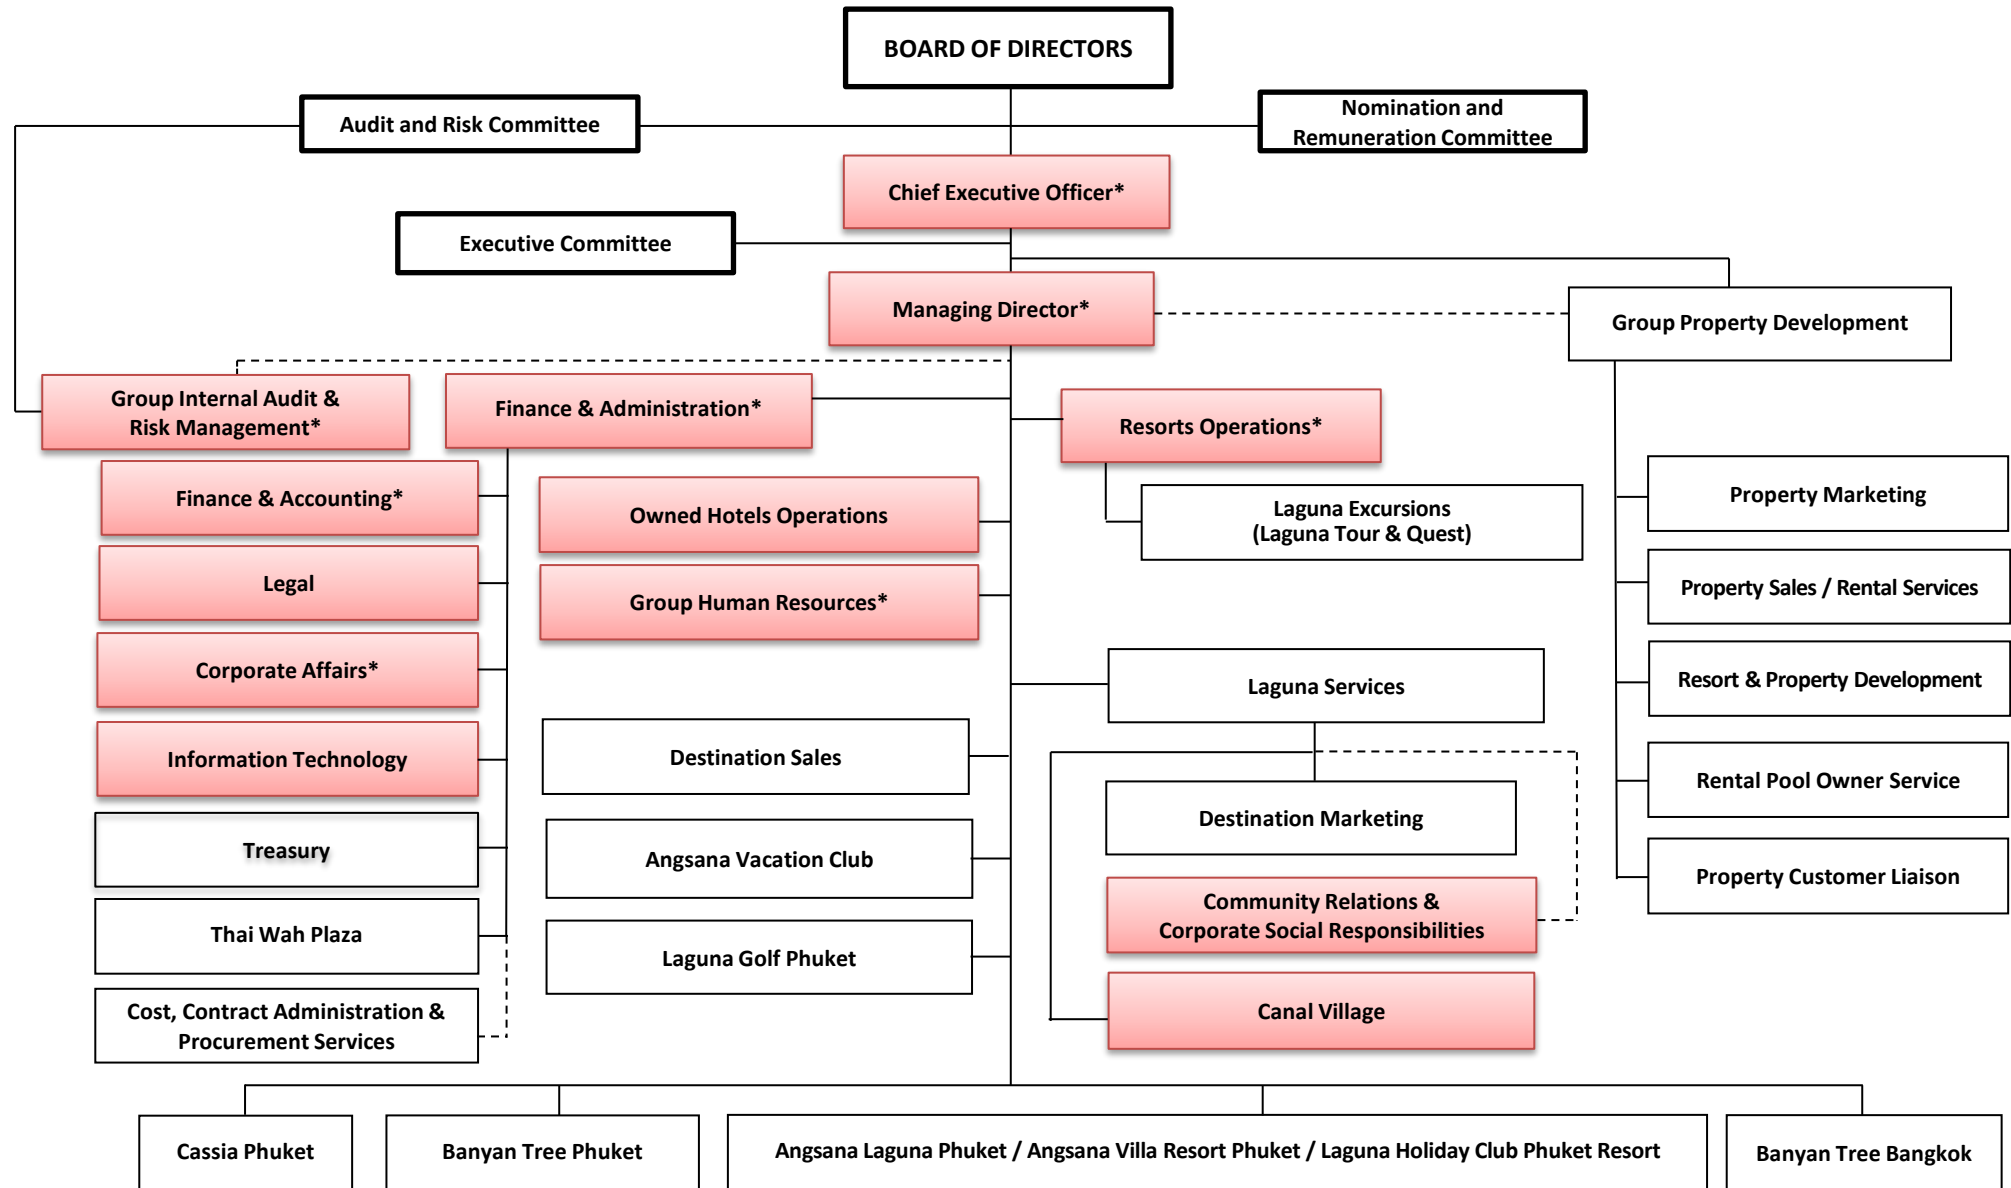 BOARD OF DIRECTORS
Audit and Risk Committee
Nomination and
Remuneration Committee
Chief Executive Officer*
Executive Committee
Managing Director*
Group Property Development
Group Internal Audit &
Risk Management*
Finance & Administration*
Resorts Operations*
Finance & Accounting*
Legal
Corporate Affairs*
Information Technology
Treasury
Thai Wah Plaza
Cost, Contract Administration &
Procurement Services
Owned Hotels Operations
Group Human Resources*
Destination Sales
Angsana Vacation Club
Laguna Golf Phuket
Laguna Excursions
(Laguna Tour & Quest)
Laguna Services
Destination Marketing
Community Relations &
Corporate Social Responsibilities
Canal Village
Property Marketing
Property Sales / Rental Services
Resort & Property Development
Rental Pool Owner Service
Property Customer Liaison
Cassia Phuket
Banyan Tree Phuket
Angsana Laguna Phuket / Angsana Villa Resort Phuket / Laguna Holiday Club Phuket Resort
Banyan Tree Bangkok